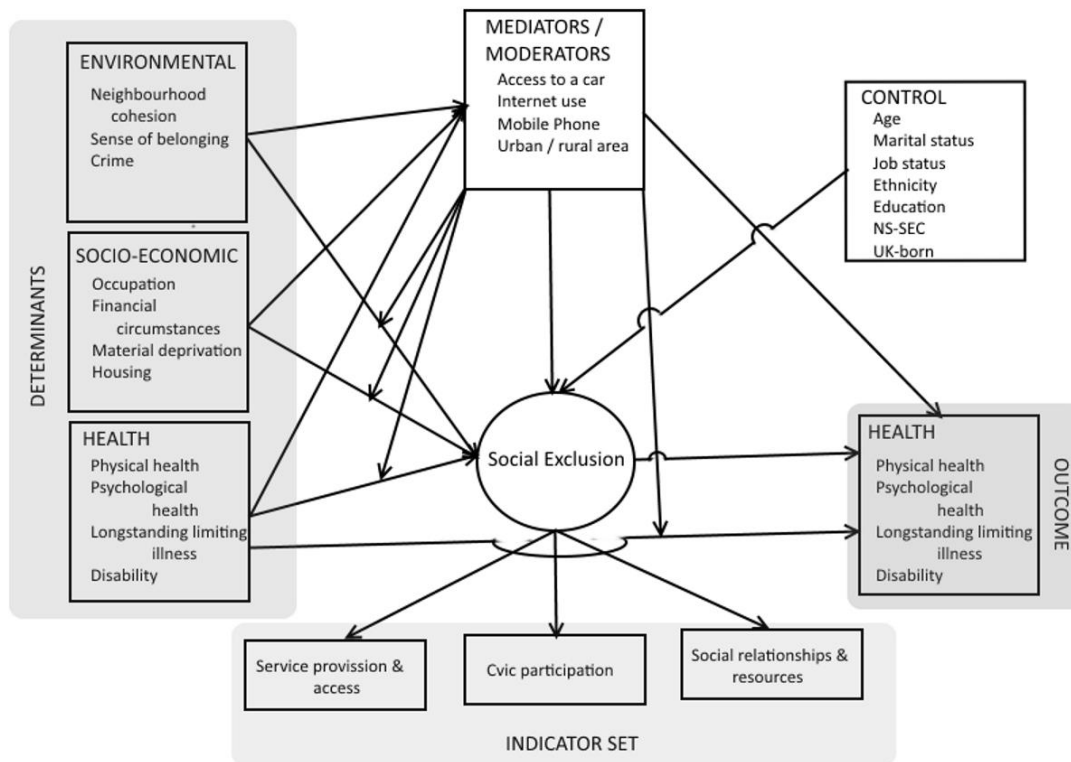 MEDIATORS /
MODERATORS
Access to a car
Internet use
Mobile Phone
Urban / rural area
ENVIRONMENTAL
Neighbourhood
cohesion
Sense of belonging
Crime
CONTROL
Age
Marital status
Job status
Ethnicity
Education
NS-SEC
UK-born
DETERMINANTS
SOCIO-ECONOMIC
Occupation
Financial
circumstances
Material deprivation
Housing
HEALTH
Physical health
Psychological
health
Longstanding limiting
illness
Disability
Social Exclusion
HEALTH
Physical health
Psychological
health
Longstanding limiting
illness
Disability
OUTCOME
Service provission &
access
Cvic participation
Social relationships &
resources
INDICATOR SET